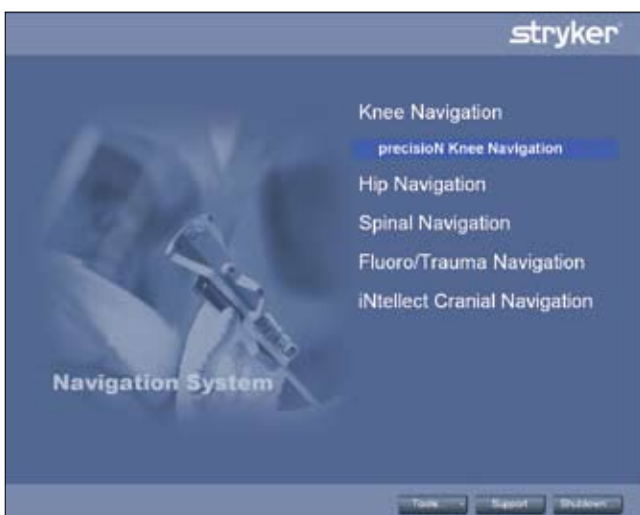 stryker
Knee Navigation
precisioN Knee Navigation
Hip Navigation
Spinal Navigation
Fluoro/Trauma Navigation
iNtellect Cranial Navigation
Navigation System
Tools
Support
Shutdown